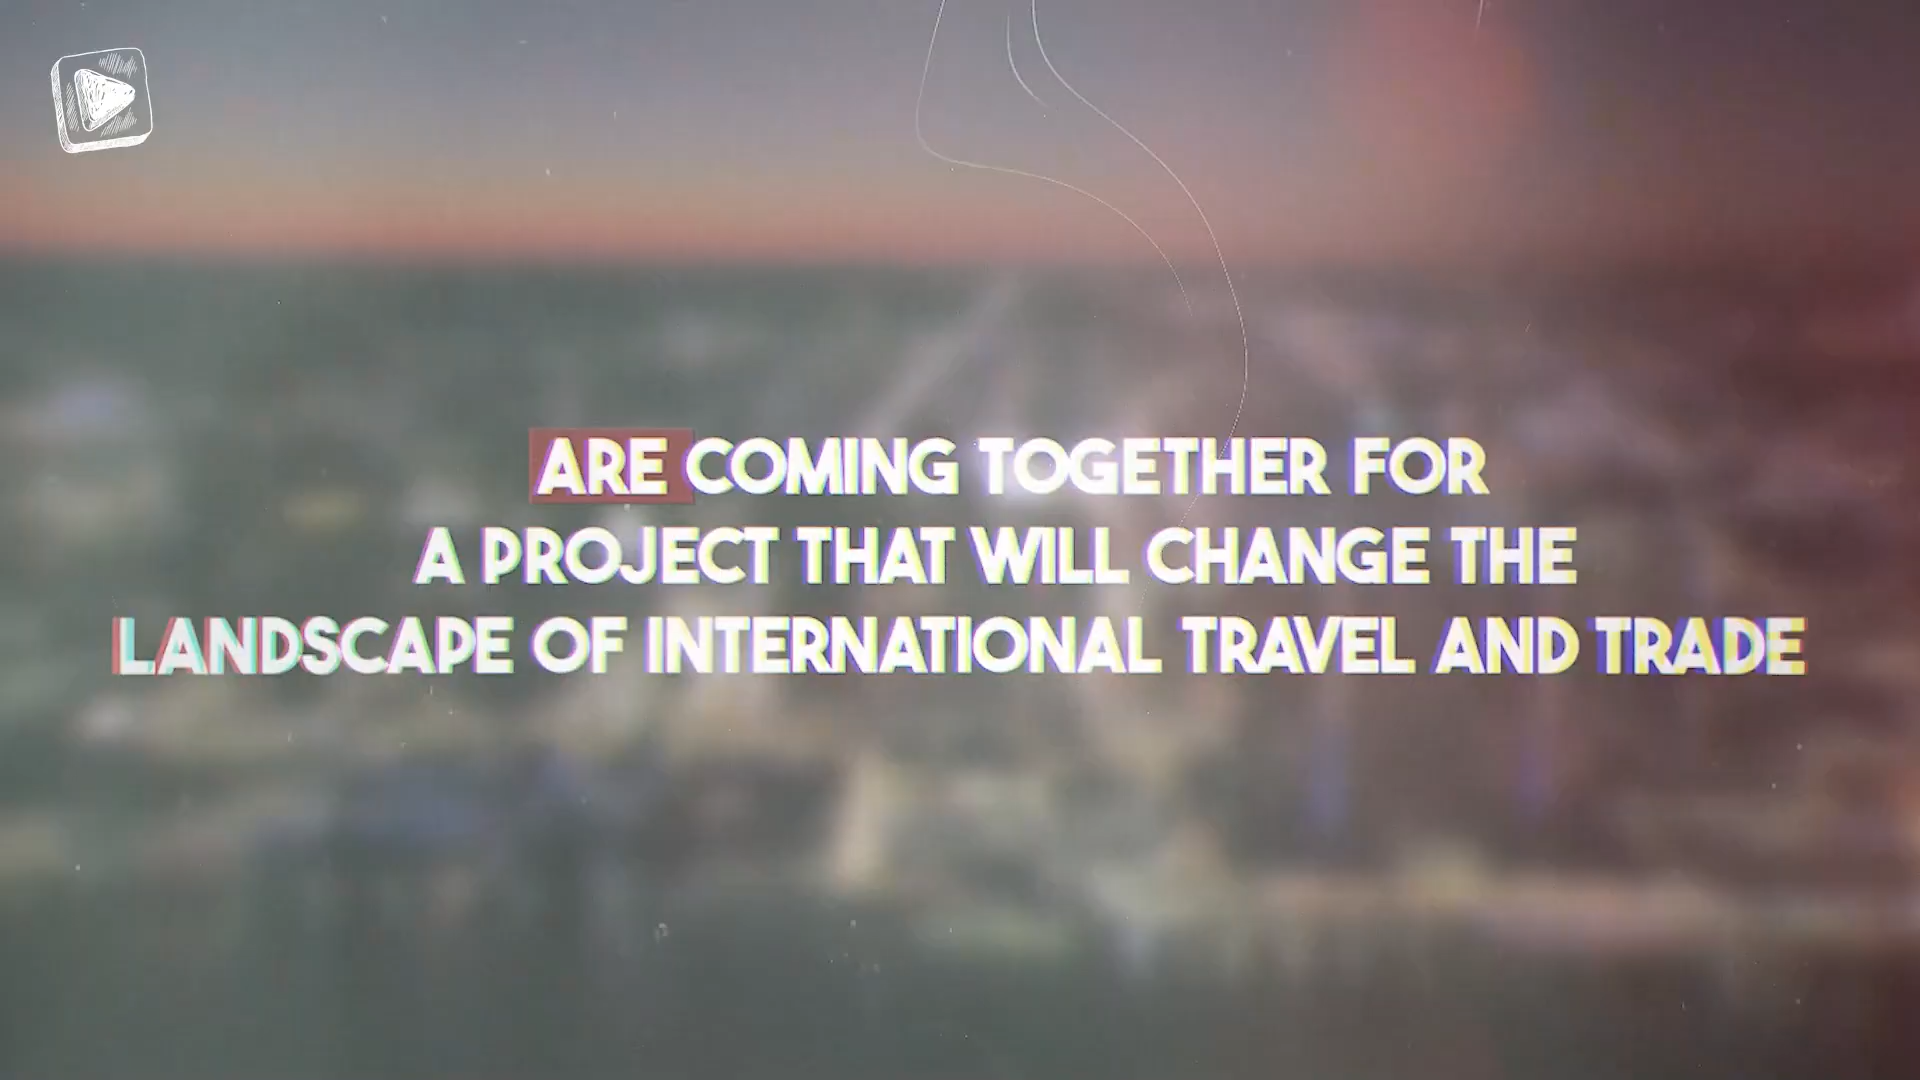 ARE COMING TOGETHER FOR
A PROJECT THAT WILL CHANGE THE
LANDSCAPE OF INTERNATIONAL TRAVEL AND TRADE